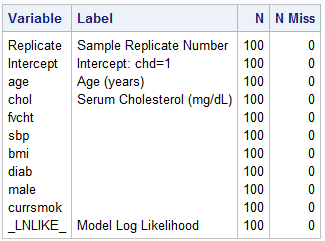 Variable Label N N Miss
Replicate Sample Replicate Number 100 0
Intercept Intercept: chd=1 100 0
age Age (years) 100 0
chol Serum Cholesterol (mg/dL) 100 0
fvcht 100 0
sbp 100 0
bmi 100 0
diab 100 0
male 100 0
currsmok 100 0
_LNLIKE_ Model Log Likelihood 100 0